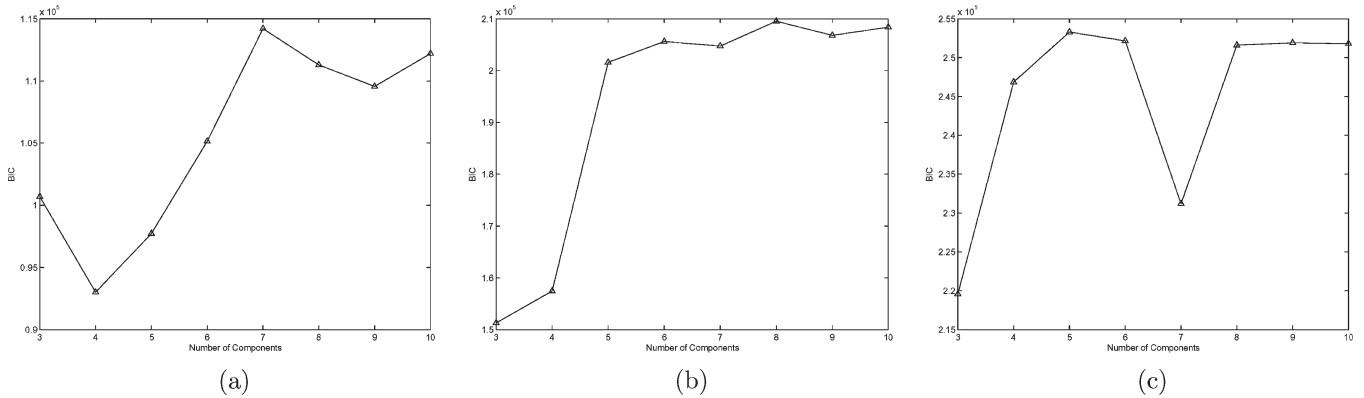 x 10^5
1.15
1.1
1.05
1
0.95
0.9
BIC
3 4 5 6 7 8 9 10
Number of Components
(a)
x 10^5
2.1
2
1.9
1.8
1.7
1.6
1.5
BIC
3 4 5 6 7 8 9 10
Number of Components
(b)
x 10^5
2.55
2.5
2.45
2.4
2.35
2.3
2.25
2.2
2.15
BIC
3 4 5 6 7 8 9 10
Number of Components
(c)